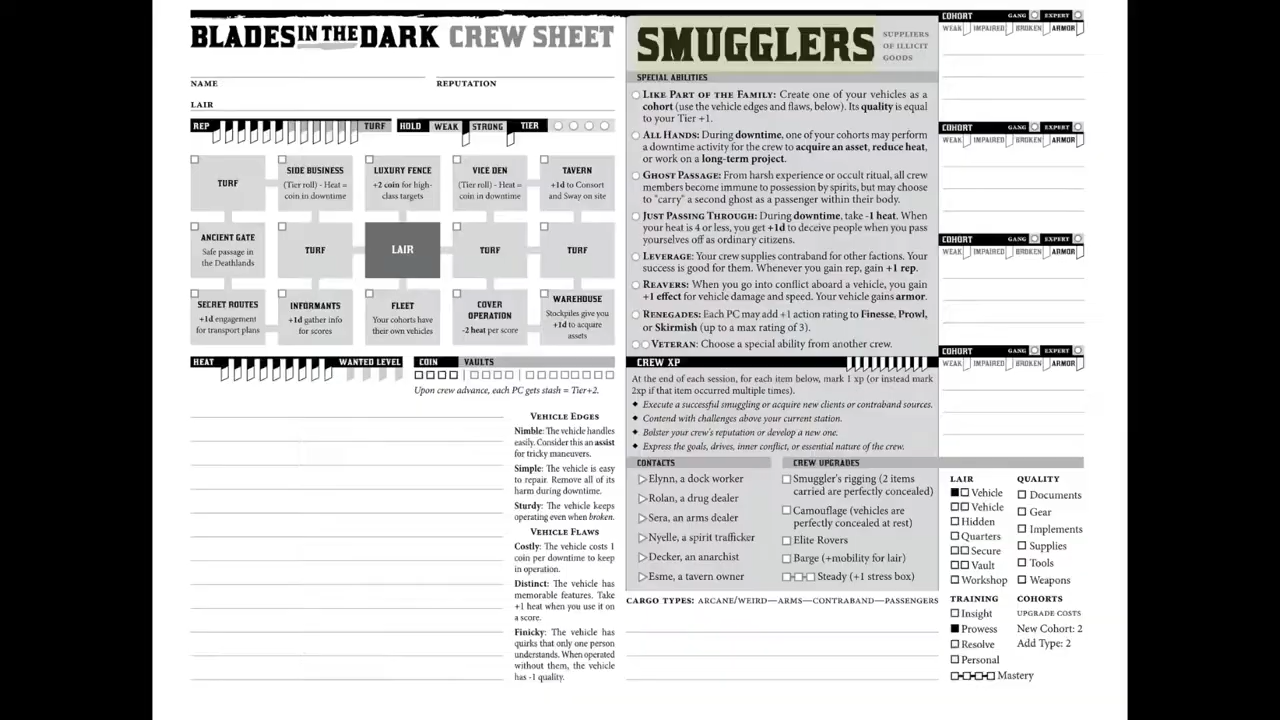 BLADES IN THE DARK CREW SHEET
NAME
REPUTATION
LAIR
REP
TURF
HOLD WEAK STRONG TIER
TURF
SIDE BUSINESS
(Tier roll) - Heat =
coin in downtime
LUXURY FENCE
+2 coin for high-
class targets
VICE DEN
(Tier roll) - Heat =
coin in downtime
TAVERN
+1d to Consort
and Sway on site
ANCIENT GATE
Safe passage in
the Deathlands
TURF
LAIR
TURF
TURF
SECRET ROUTES
+1d engagement
for transport plans
INFORMANTS
+1d gather info
for scores
FLEET
Your cohorts have
their own vehicles
COVER
OPERATION
-2 heat per score
WAREHOUSE
Stockpiles give you
+1d to acquire
assets
HEAT
WANTED LEVEL
COIN
VAULTS
Upon crew advance, each PC gets stash = Tier+2.
VEHICLE EDGES
Nimble: The vehicle handles
easily. Consider this an assist
for tricky maneuvers.
Simple: The vehicle is easy
to repair. Remove all of its
harm during downtime.
Sturdy: The vehicle keeps
operating even when broken.
VEHICLE FLAWS
Costly: The vehicle costs 1
coin per downtime to keep
in operation.
Distinct: The vehicle has
memorable features. Take
+1 heat when you use it on
a score.
Finicky: The vehicle has
quirks that only one person
understands. When operated
without them, the vehicle
has -1 quality.
SMUGGLERS
SUPPLIERS
OF ILLICIT
GOODS
SPECIAL ABILITIES
LIKE PART OF THE FAMILY: Create one of your vehicles as a
cohort (use the vehicle edges and flaws, below). Its quality is equal
to your Tier +1.
ALL HANDS: During downtime, one of your cohorts may perform
a downtime activity for the crew to acquire an asset, reduce heat,
or work on a long-term project.
GHOST PASSAGE: From harsh experience or occult ritual, all crew
members become immune to possession by spirits, but may choose
to "carry" a second ghost as a passenger within their body.
JUST PASSING THROUGH: During downtime, take -1 heat. When
your heat is 4 or less, you get +1d to deceive people when you pass
yourselves off as ordinary citizens.
LEVERAGE: Your crew supplies contraband for other factions. Your
success is good for them. Whenever you gain rep, gain +1 rep.
REAVERS: When you go into conflict aboard a vehicle, you gain
+1 effect for vehicle damage and speed. Your vehicle gains armor.
RENEGADES: Each PC may add +1 action rating to Finesse, Prowl,
or Skirmish (up to a max rating of 3).
VETERAN: Choose a special ability from another crew.
CREW XP
At the end of each session, for each item below, mark 1 xp (or instead mark
2xp if that item occurred multiple times).
Execute a successful smuggling or acquire new clients or contraband sources.
Contend with challenges above your current station.
Bolster your crew's reputation or develop a new one.
Express the goals, drives, inner conflict, or essential nature of the crew.
CONTACTS
Elynn, a dock worker
Rolan, a drug dealer
Sera, an arms dealer
Nyelle, a spirit trafficker
Decker, an anarchist
Esme, a tavern owner
CREW UPGRADES
Smuggler's rigging (2 items
carried are perfectly concealed)
Camouflage (vehicles are
perfectly concealed at rest)
Elite Rovers
Barge (+mobility for lair)
Steady (+1 stress box)
CARGO TYPES: ARCANE/WEIRD—ARMS—CONTRABAND—PASSENGERS
COHORT GANG EXPERT
WEAK IMPAIRED BROKEN ARMOR
COHORT GANG EXPERT
WEAK IMPAIRED BROKEN ARMOR
COHORT GANG EXPERT
WEAK IMPAIRED BROKEN ARMOR
COHORT GANG EXPERT
WEAK IMPAIRED BROKEN ARMOR
LAIR
Vehicle
Vehicle
Hidden
Quarters
Secure
Vault
Workshop
QUALITY
Documents
Gear
Implements
Supplies
Tools
Weapons
TRAINING
Insight
Prowess
Resolve
Personal
Mastery
COHORTS
UPGRADE COSTS
New Cohort: 2
Add Type: 2